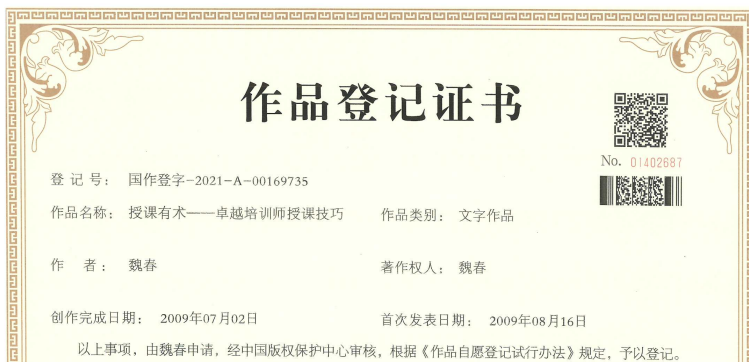 作品登记证书
No. 01402687
登 记 号： 国作登字-2021-A-00169735
作品名称： 授课有术——卓越培训师授课技巧 作品类别： 文字作品
作 者： 魏春 著作权人： 魏春
创作完成日期： 2009年07月02日 首次发表日期： 2009年08月16日
以上事项，由魏春申请，经中国版权保护中心审核，根据《作品自愿登记试行办法》规定，予以登记。